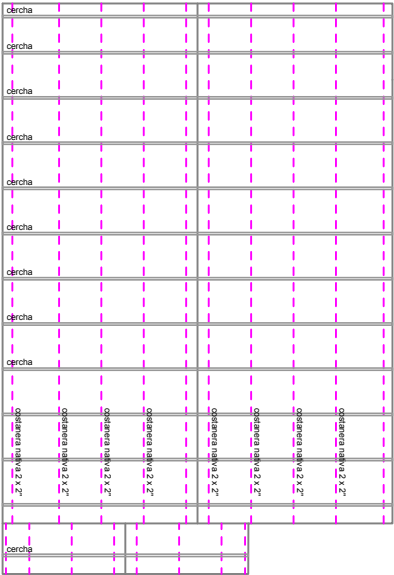 cercha
cercha
cercha
cercha
cercha
cercha
cercha
cercha
cercha
costanera nativa 2 x 2"
costanera nativa 2 x 2"
costanera nativa 2 x 2"
costanera nativa 2 x 2"
costanera nativa 2 x 2"
costanera nativa 2 x 2"
costanera nativa 2 x 2"
costanera nativa 2 x 2"
cercha